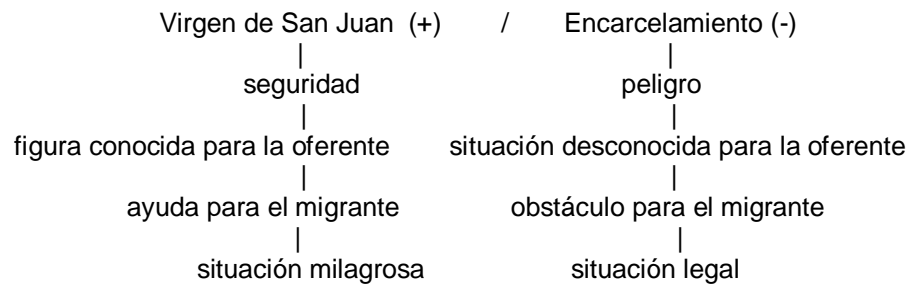 Virgen de San Juan (+) / Encarcelamiento (-)
| |
seguridad peligro
| |
figura conocida para la oferente situación desconocida para la oferente
| |
ayuda para el migrante obstáculo para el migrante
| |
situación milagrosa situación legal